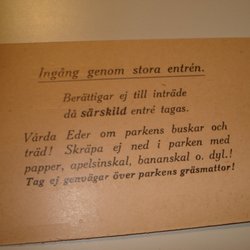 Ingång genom stora entrén.
Berättigar ej till inträde
då särskild entré tagas.
Vårda Eder om parkens buskar och
träd! Skräpa ej ned i parken med
papper, apelsinskal, bananskal o. dyl.!
Tag ej genvägar över parkens gräsmattor!